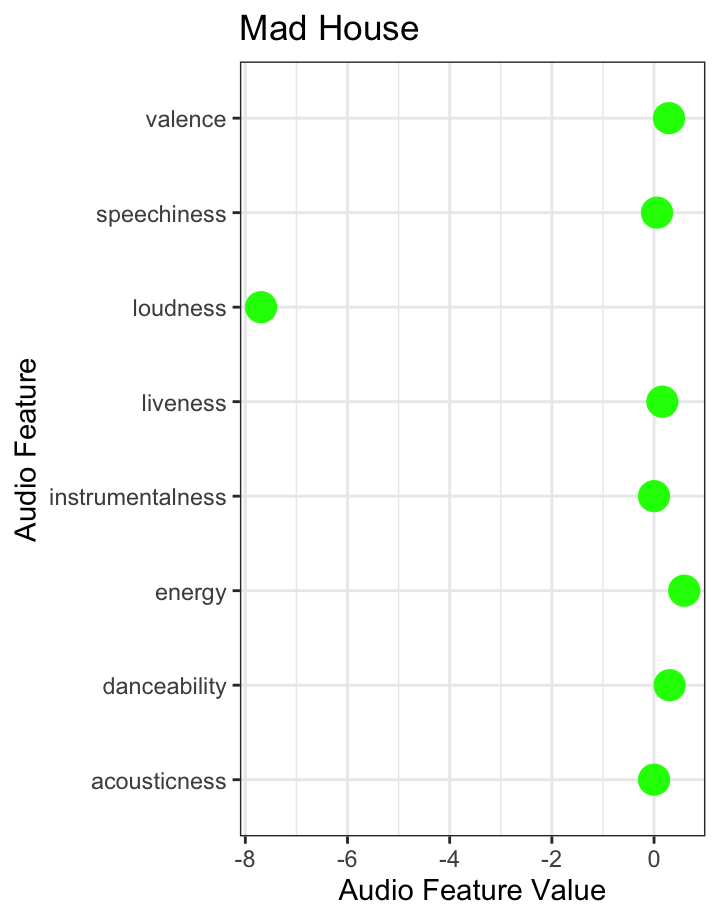 Mad House
valence
speechiness
loudness
liveness
instrumentalness
energy
danceability
acousticness
Audio Feature
-8 -6 -4 -2 0
Audio Feature Value